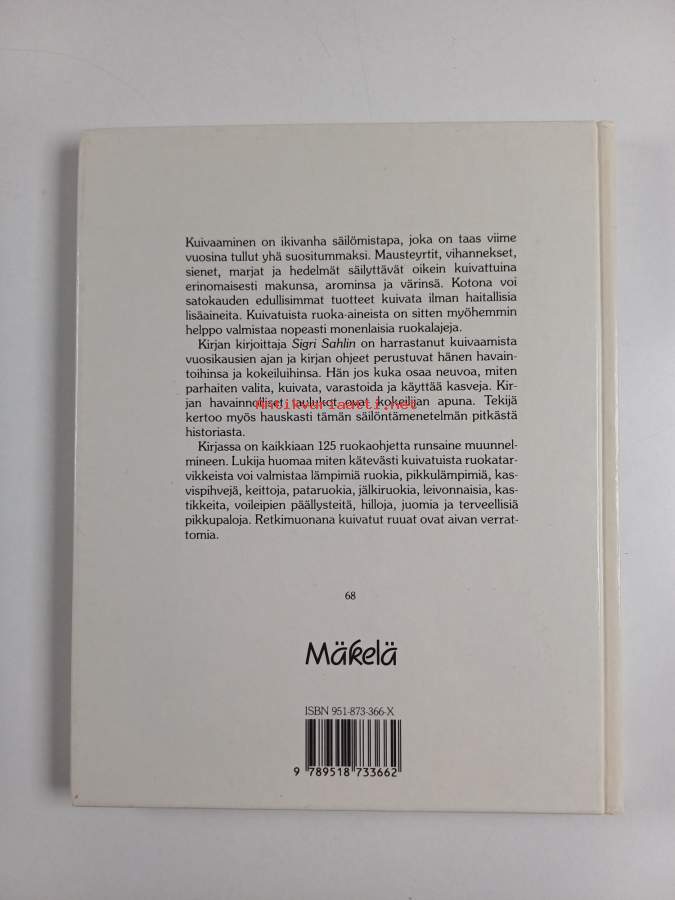 Kuivaaminen on ikivanha säilömistapa, joka on taas viime
vuosina tullut yhä suositummaksi. Mausteyrtit, vihannekset,
sienet, marjat ja hedelmät säilyttävät oikein kuivattuina
erinomaisesti makunsa, arominsa ja värinsä. Kotona voi
satokauden edullisimmat tuotteet kuivata ilman haitallisia
lisäaineita. Kuivatuista ruoka-aineista on sitten myöhemmin
helppo valmistaa nopeasti monenlaisia ruokalajeja.
Kirjan kirjoittaja Sigri Sahlin on harrastanut kuivaamista
vuosikausien ajan ja kirjan ohjeet perustuvat hänen havain-
toihinsa ja kokeiluihinsa. Hän jos kuka osaa neuvoa, miten
parhaiten valita, kuivata, varastoida ja käyttää kasveja. Kir-
jan havainnolliset taulukot ovat kokeilijan apuna. Tekijä
Antikvariaatti.net
kertoo myös hauskasti tämän säilöntämenetelmän pitkästä
historiasta.
Kirjassa on kaikkiaan 125 ruokaohjetta runsaine muunnel-
mineen. Lukija huomaa miten kätevästi kuivatuista ruokatar-
vikkeista voi valmistaa lämpimiä ruokia, pikkulämpimiä, kas-
vispihvejä, keittoja, pataruokia, jälkiruokia, leivonnaisia, kas-
tikkeita, voileipien päällysteitä, hilloja, juomia ja terveellisiä
pikkupaloja. Retkimuonana kuivatut ruuat ovat aivan verrat-
tomia.
68
Mäkelä
ISBN 951-873-366-X
9 789518 733662